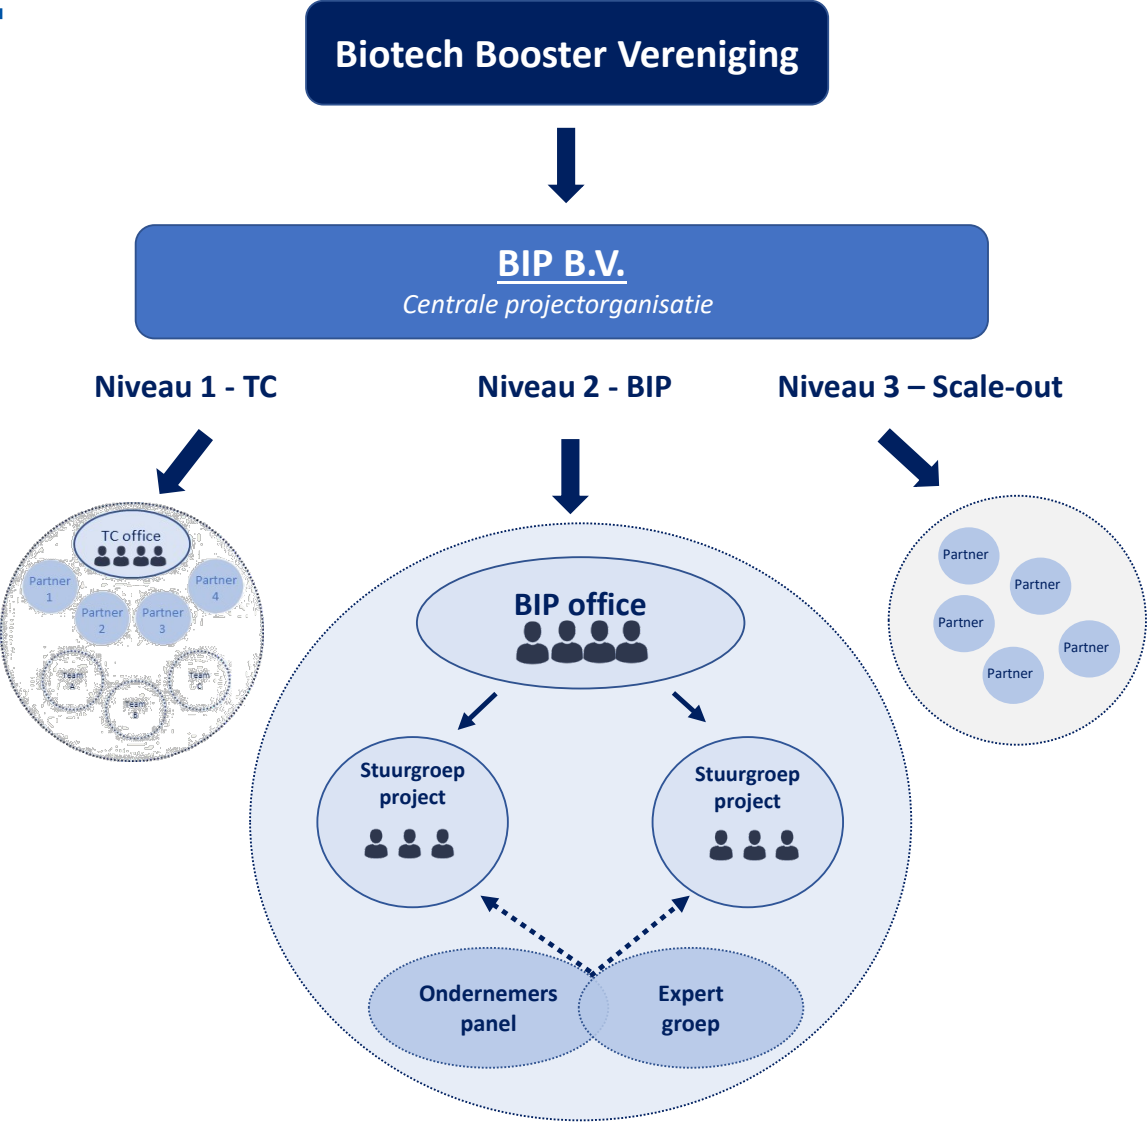 Biotech Booster Vereniging
BIP B.V.
Centrale projectorganisatie
Niveau 1 - TC
Niveau 2 - BIP
Niveau 3 – Scale-out
TC office
Partner
1
Partner
2
Partner
3
Partner
4
Team
A
Team
B
Team
C
BIP office
Stuurgroep
project
Stuurgroep
project
Ondernemers
panel
Expert
groep
Partner
Partner
Partner
Partner
Partner